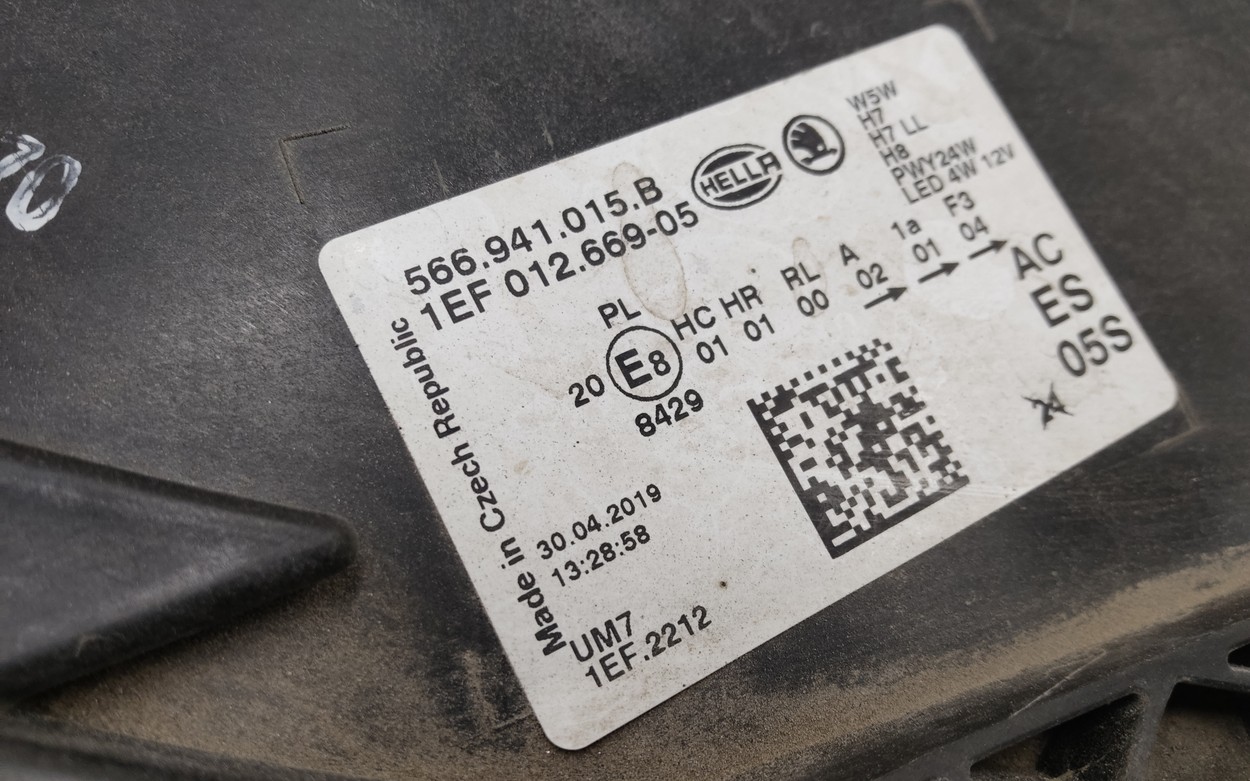 70
566.941.015.B
1EF 012.669-05
HELLA
W5W
H7
H7 LL
H8
PWY24W
LED 4W 12V
PL HC HR RL A 1a F3
20 E8 01 01 00 02 01 04
8429
AC
ES
05S
Made in Czech Republic
30.04.2019
13:28:58
UM7
1EF.2212